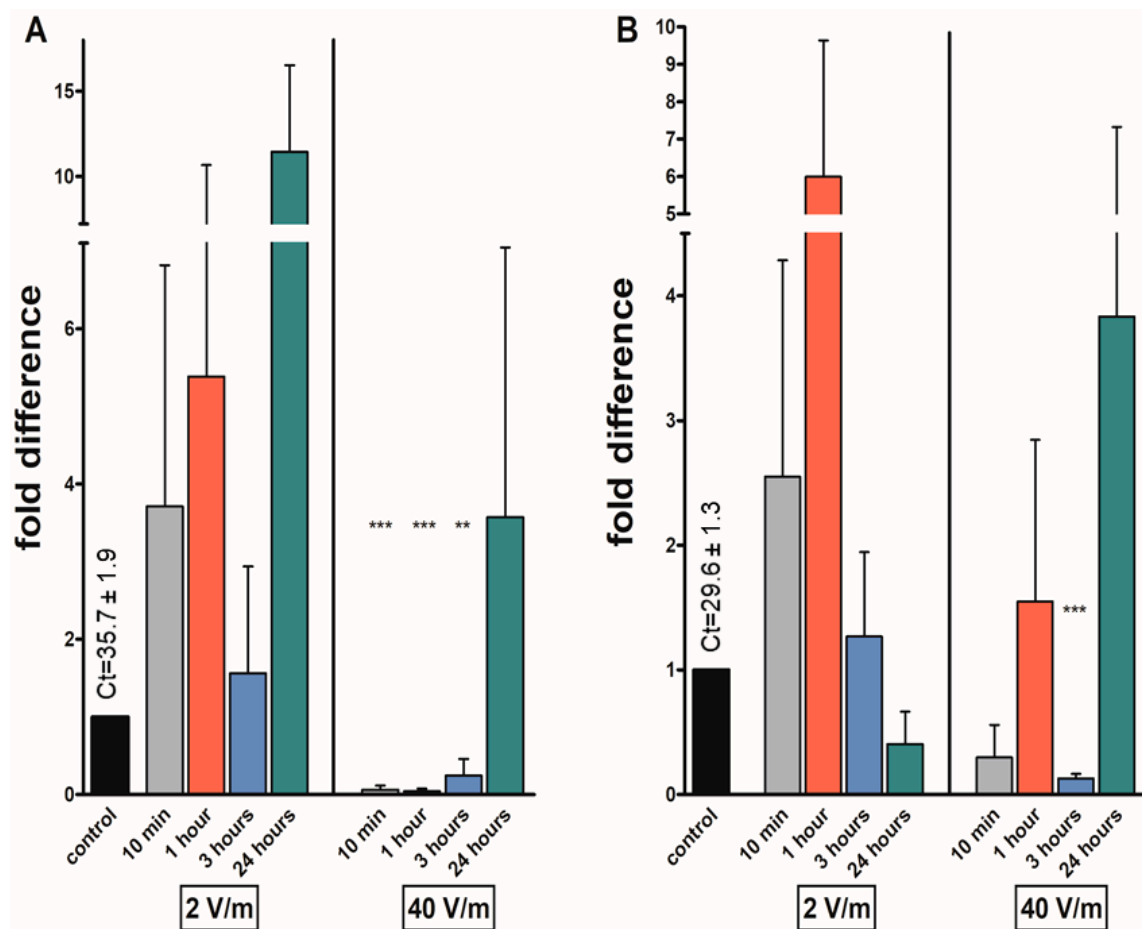 A
fold difference
15
10
6
4
2
0
Ct=35.7 ± 1.9
*** *** **
control
10 min
1 hour
3 hours
24 hours
10 min
1 hour
3 hours
24 hours
2 V/m
40 V/m
B
fold difference
10
9
8
7
6
5
4
3
2
1
0
Ct=29.6 ± 1.3
***
control
10 min
1 hour
3 hours
24 hours
10 min
1 hour
3 hours
24 hours
2 V/m
40 V/m